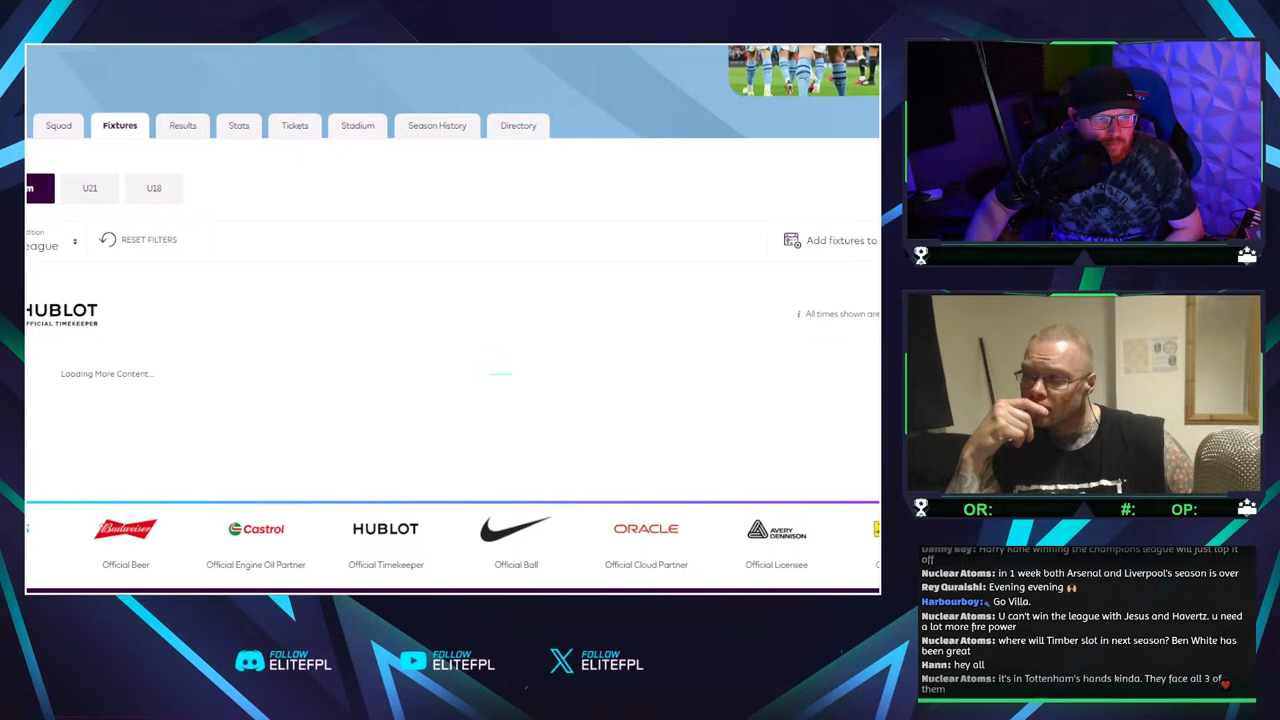 Squad
Fixtures
Results
Stats
Tickets
Stadium
Season History
Directory
U21
U18
RESET FILTERS
Add fixtures to
HUBLOT
All times shown are
Loading More Content...
Budweiser
Castrol
HUBLOT
ORACLE
AVERY
DENNISON
Official Beer
Official Engine Oil Partner
Official Timekeeper
Official Ball
Official Cloud Partner
Official Licensee
FOLLOW
ELITEFPL
FOLLOW
ELITEFPL
FOLLOW
ELITEFPL
OR:
#:
OP:
Danny Boy: Harry Kane winning the champions league will just top it
off
Nuclear Atoms: in 1 week both Arsenal and Liverpool's season is over
Rey Quraishi: Evening evening
Harbourboy: Go Villa.
Nuclear Atoms: U can't win the league with Jesus and Havertz. u need
a lot more fire power
Nuclear Atoms: where will Timber slot in next season? Ben White has
been great
Hann: hey all
Nuclear Atoms: it's in Tottenham's hands kinda. They face all 3 of
them